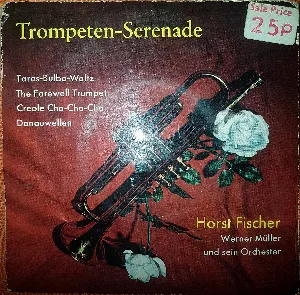 Trompeten-Serenade
Sale Price
25P
Taras-Bulba-Waltz
The Farewell Trumpet
Creole Cha-Cha-Cha
Donauwellen
Horst Fischer
Werner Müller
und sein Orchester